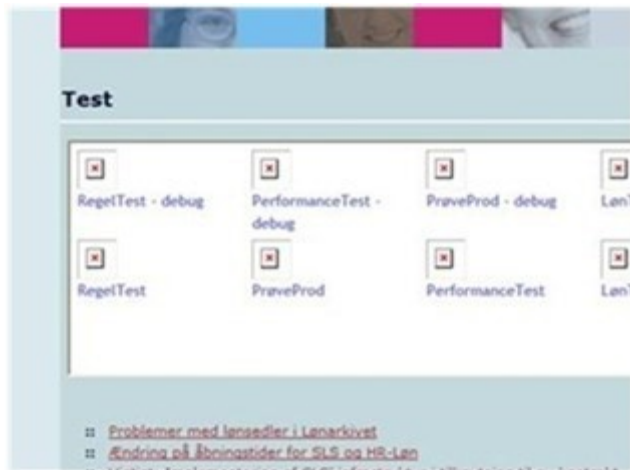 Test
RegelTest - debug PerformanceTest - debug PrøveProd - debug
RegelTest PrøveProd PerformanceTest
Problemer med lønsedler i Lønarkivet
Ændring på åbningstider for SLS og HR-Løn